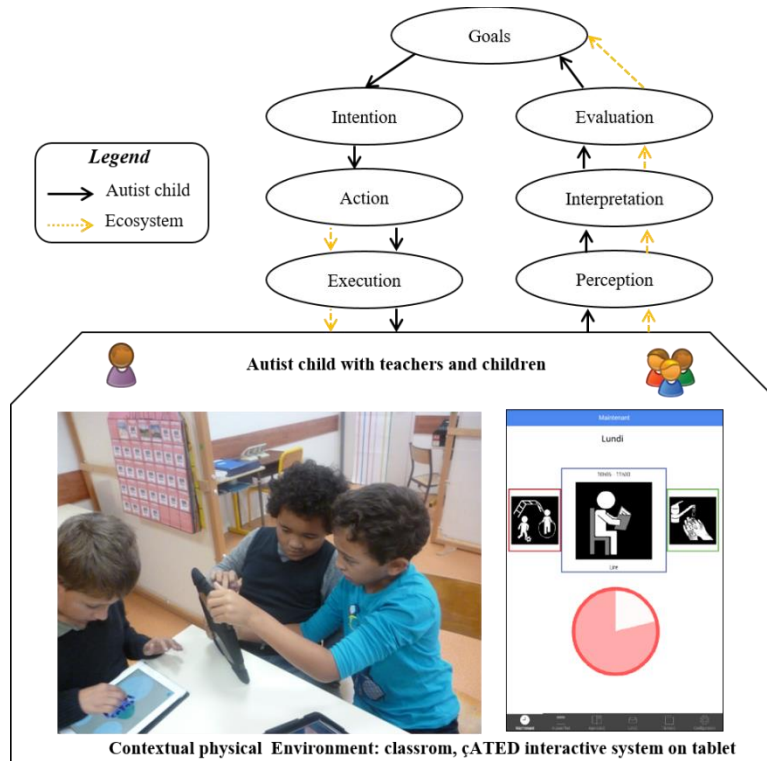 Goals
Intention
Evaluation
Legend
Autist child
Ecosystem
Action
Interpretation
Execution
Perception
Autist child with teachers and children
Maintenant
Lundi
Lire
Contextual physical Environment: classrom, çATED interactive system on tablet